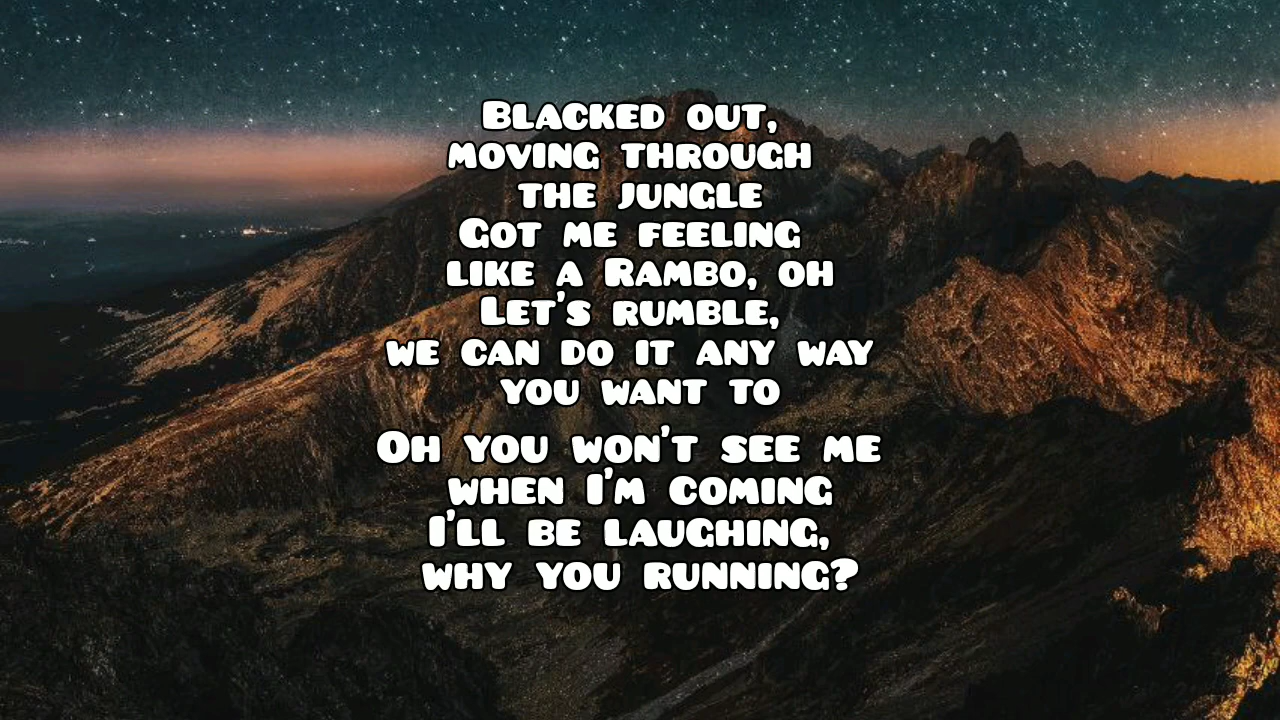 Blacked out,
moving through
the jungle
Got me feeling
like a Rambo, oh
Let's rumble,
we can do it any way
you want to
Oh you won't see me
when I'm coming
I'll be laughing,
why you running?